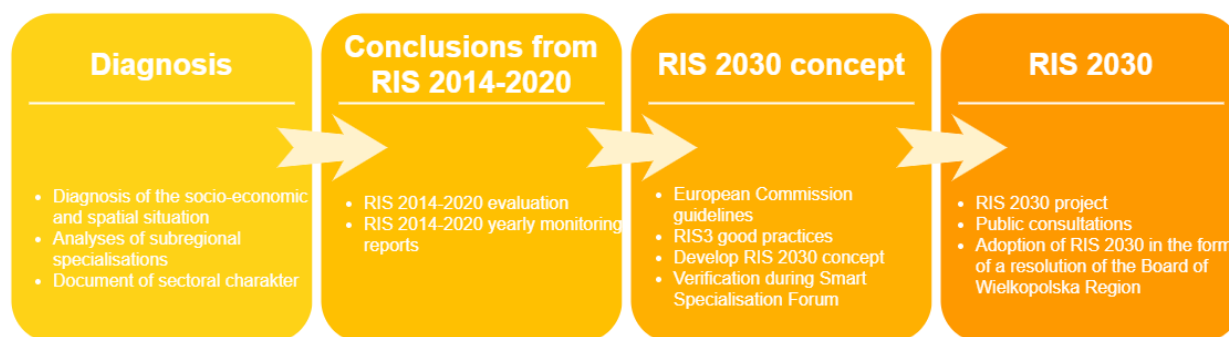 Diagnosis
• Diagnosis of the socio-economic
and spatial situation
• Analyses of subregional
specialisations
• Document of sectoral charakter
Conclusions from
RIS 2014-2020
• RIS 2014-2020 evaluation
• RIS 2014-2020 yearly monitoring
reports
RIS 2030 concept
• European Commission
guidelines
• RIS3 good practices
• Develop RIS 2030 concept
• Verification during Smart
Specialisation Forum
RIS 2030
• RIS 2030 project
• Public consultations
• Adoption of RIS 2030 in the form
of a resolution of the Board of
Wielkopolska Region